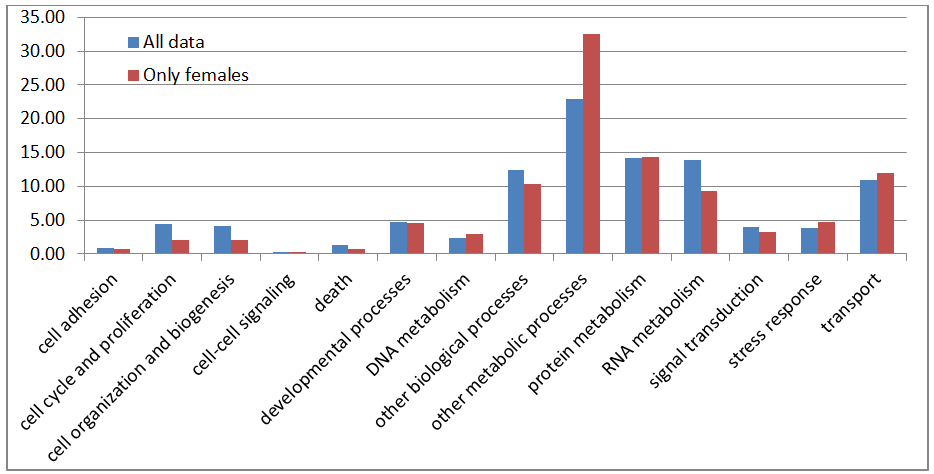 35.00
30.00
25.00
20.00
15.00
10.00
5.00
0.00
All data
Only females
cell adhesion
cell cycle and proliferation
cell organization and biogenesis
cell-cell signaling
death
developmental processes
DNA metabolism
other biological processes
other metabolic processes
protein metabolism
RNA metabolism
signal transduction
stress response
transport